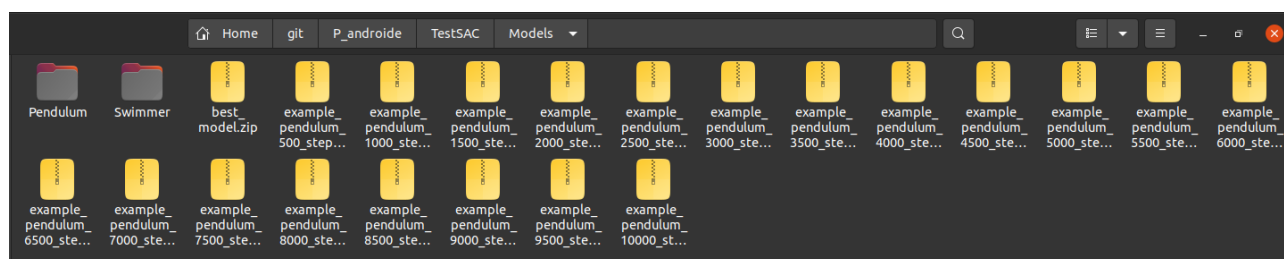 Home git P_androide TestSAC Models
Pendulum Swimmer best_ example_ example_ example_ example_ example_ example_ example_ example_ example_ example_ example_ example_
model.zip pendulum_ pendulum_ pendulum_ pendulum_ pendulum_ pendulum_ pendulum_ pendulum_ pendulum_ pendulum_ pendulum_ pendulum_
500_step... 1000_ste... 1500_ste... 2000_ste... 2500_ste... 3000_ste... 3500_ste... 4000_ste... 4500_ste... 5000_ste... 5500_ste... 6000_ste...
example_ example_ example_ example_ example_ example_ example_ example_
pendulum_ pendulum_ pendulum_ pendulum_ pendulum_ pendulum_ pendulum_ pendulum_
6500_ste... 7000_ste... 7500_ste... 8000_ste... 8500_ste... 9000_ste... 9500_ste... 10000_st...